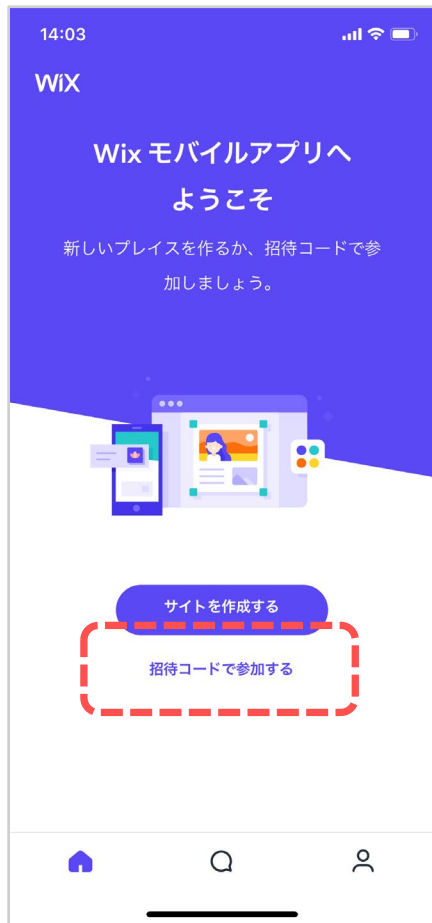 14:03
WiX
Wix モバイルアプリへ
ようこそ
新しいプレイスを作るか、招待コードで参
加しましょう。
サイトを作成する
招待コードで参加する